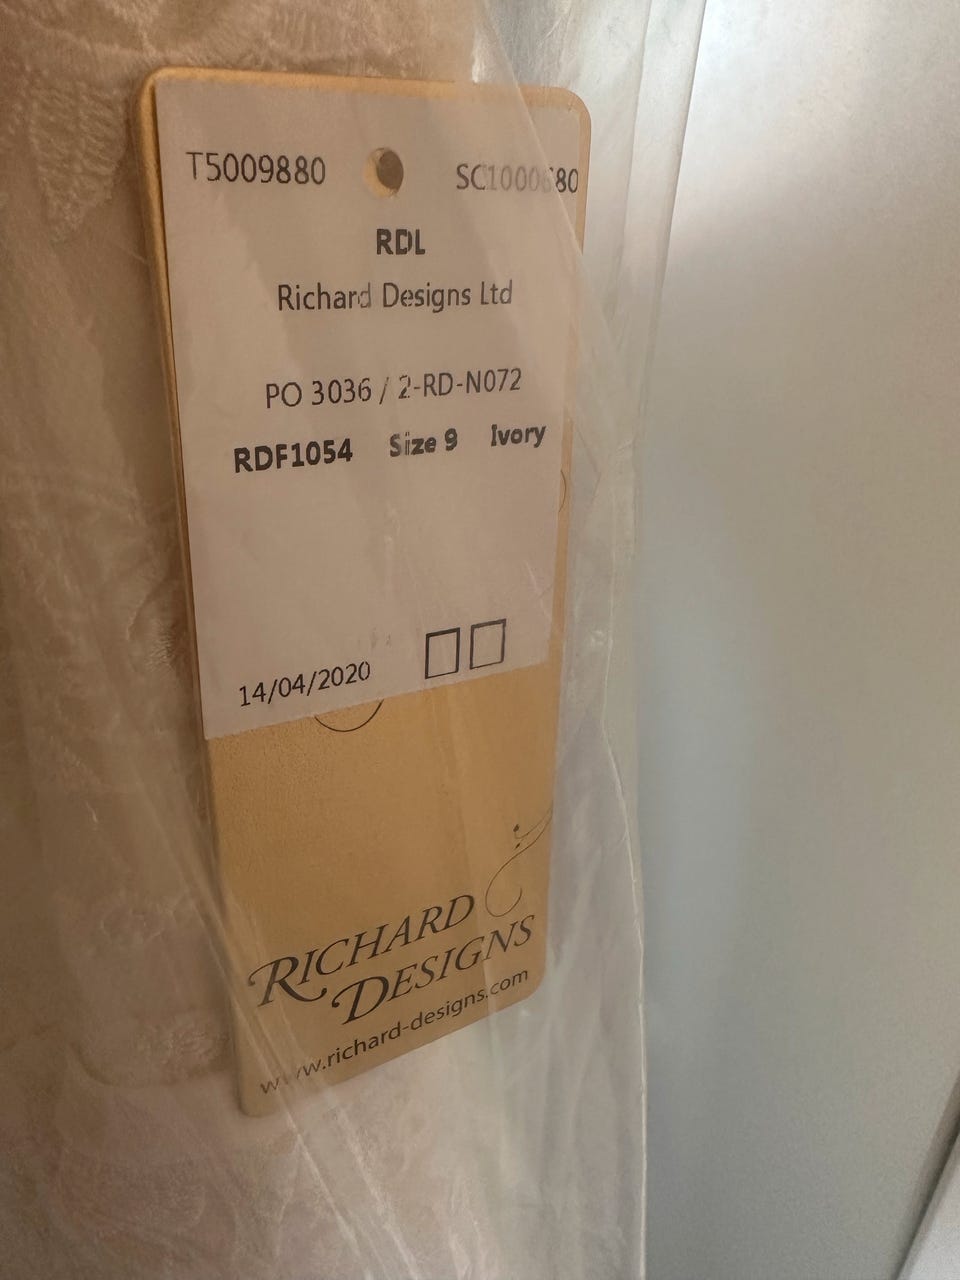 T5009880
RDL
Richard Designs Ltd
PO 3036 / 2-RD-N072
RDF1054 Size 9 Ivory
14/04/2020
RICHARD
DESIGNS
www.richard-designs.com